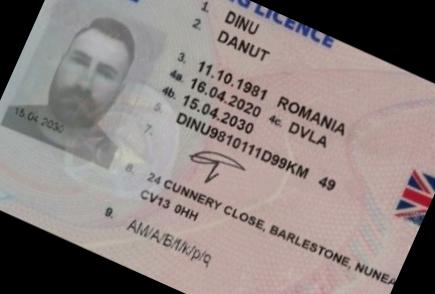 G LICENCE
1. DINU
2. DANUT
3. 11.10.1981 ROMANIA
4a. 16.04.2020 4c. DVLA
4b. 15.04.2030
5. DINU9810111D99KM 49
7.
8. 24 CUNNERY CLOSE, BARLESTONE, NUNEA
CV13 0HH
9. AM/A/B/f/k/p/q
15.04.2030